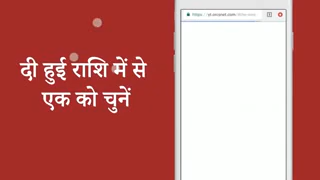 दी हुई राशि में से
एक को चुनें